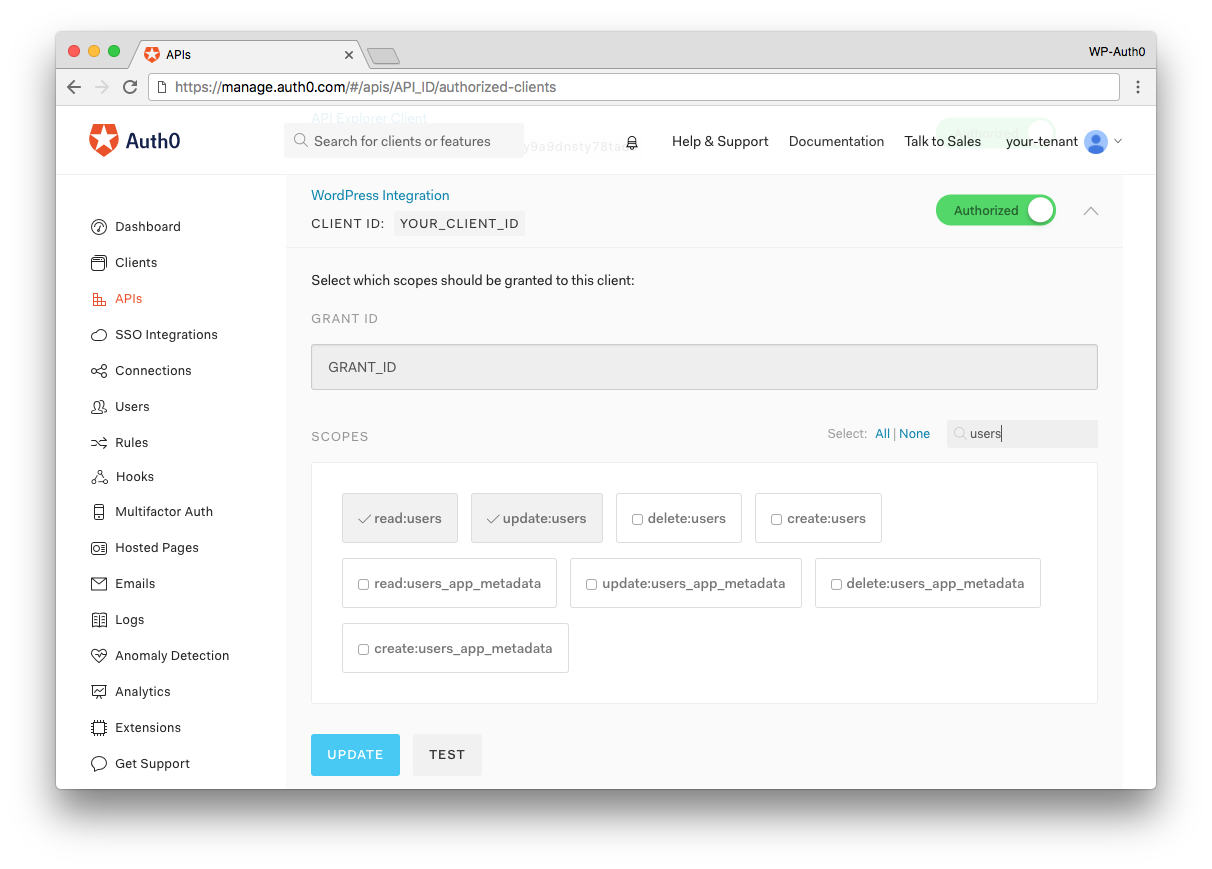 APIs
WP-Auth0
https://manage.auth0.com/#/apis/API_ID/authorized-clients
API Explorer Client
Auth0
Search for clients or features
Help & Support
Documentation
Talk to Sales
your-tenant
Authorized
WordPress Integration
CLIENT ID: YOUR_CLIENT_ID
Authorized
Dashboard
Clients
APIs
SSO Integrations
Connections
Users
Rules
Hooks
Multifactor Auth
Hosted Pages
Emails
Logs
Anomaly Detection
Analytics
Extensions
Get Support
Select which scopes should be granted to this client:
GRANT ID
GRANT_ID
SCOPES
Select: All | None
users
read:users
update:users
delete:users
create:users
read:users_app_metadata
update:users_app_metadata
delete:users_app_metadata
create:users_app_metadata
UPDATE
TEST